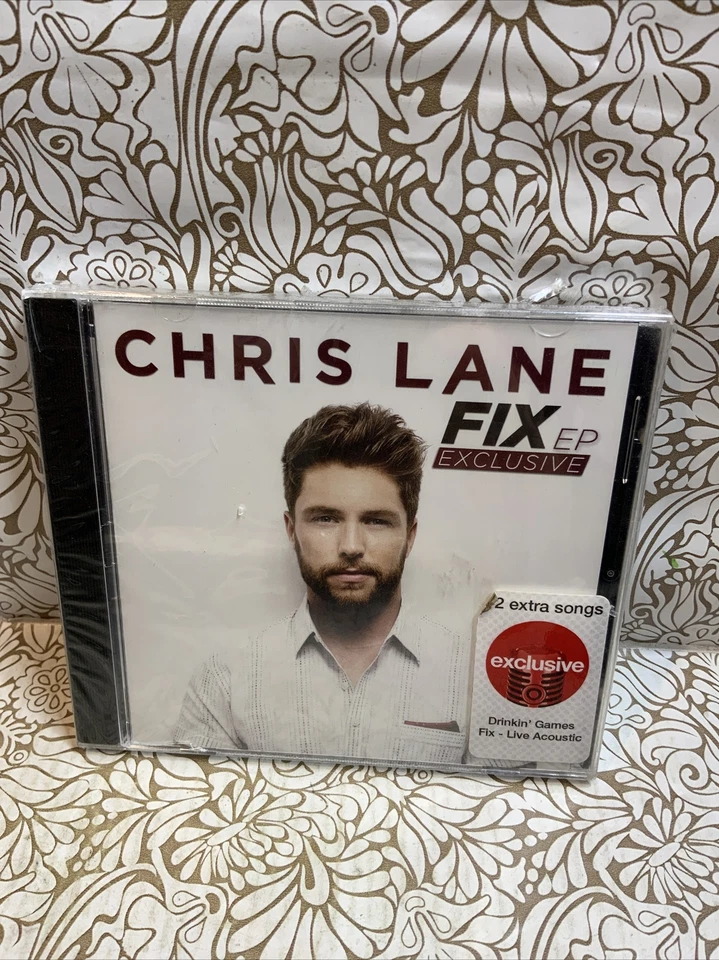 CHRIS LANE
FIX EP
EXCLUSIVE
2 extra songs
exclusive
Drinkin' Games
Fix - Live Acoustic